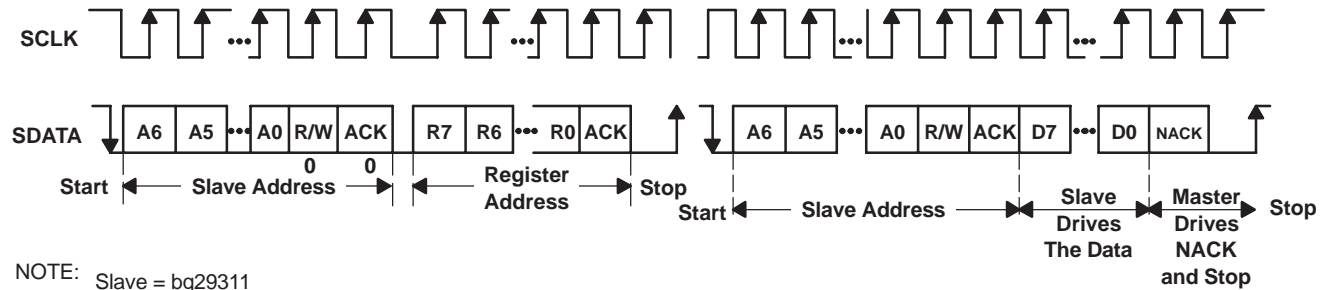 SCLK ••• ••• ••• •••
SDATA A6 A5 ••• A0 R/W ACK R7 R6 ••• R0 ACK A6 A5 ••• A0 R/W ACK D7 ••• D0 NACK
0 0
Start Slave Address Register Address Stop Start Slave Address Slave Drives The Data Master Drives NACK and Stop Stop
NOTE: Slave = bq29311